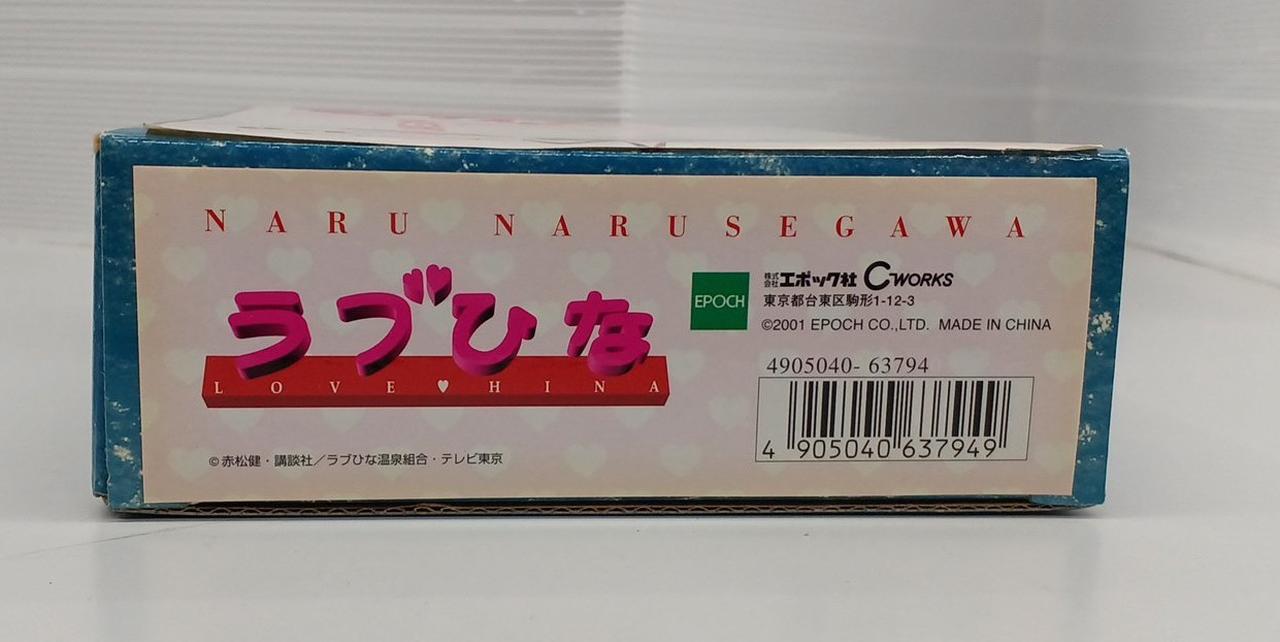 NARU NARUSEGAWA
ラブひな
LOVE♥HINA
©赤松健・講談社／ラブひな温泉組合・テレビ東京
EPOCH
株式会社エポック社 C-WORKS
東京都台東区駒形1-12-3
©2001 EPOCH CO.,LTD. MADE IN CHINA
4905040- 63794
4 905040 637949